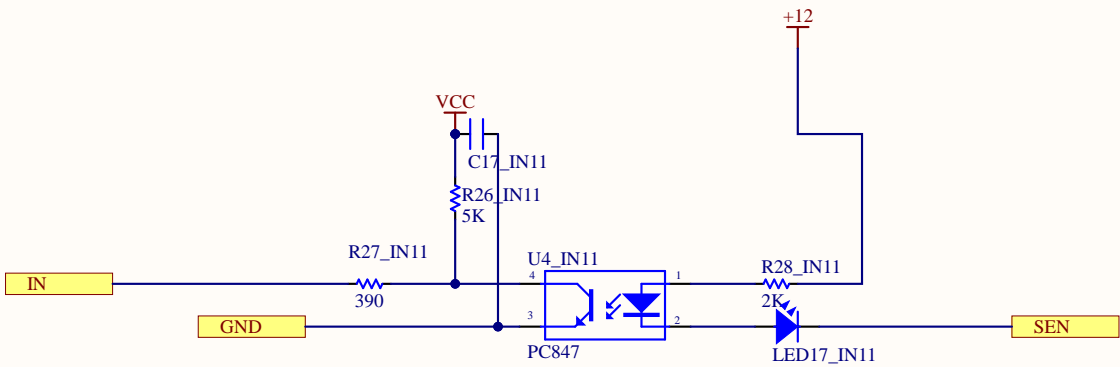 +12
VCC
C17_IN11
R26_IN11
5K
R27_IN11
U4_IN11
R28_IN11
IN
390
4
1
2K
GND
3
2
SEN
PC847
LED17_IN11